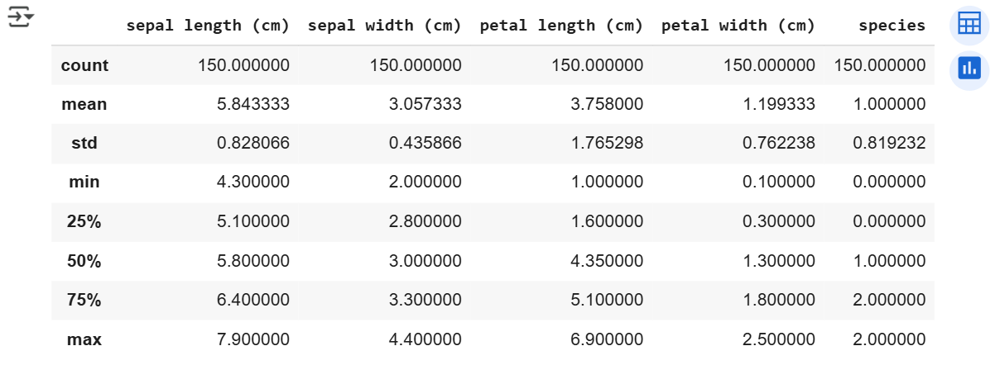 sepal length (cm) sepal width (cm) petal length (cm) petal width (cm) species
count 150.000000 150.000000 150.000000 150.000000 150.000000
mean 5.843333 3.057333 3.758000 1.199333 1.000000
std 0.828066 0.435866 1.765298 0.762238 0.819232
min 4.300000 2.000000 1.000000 0.100000 0.000000
25% 5.100000 2.800000 1.600000 0.300000 0.000000
50% 5.800000 3.000000 4.350000 1.300000 1.000000
75% 6.400000 3.300000 5.100000 1.800000 2.000000
max 7.900000 4.400000 6.900000 2.500000 2.000000